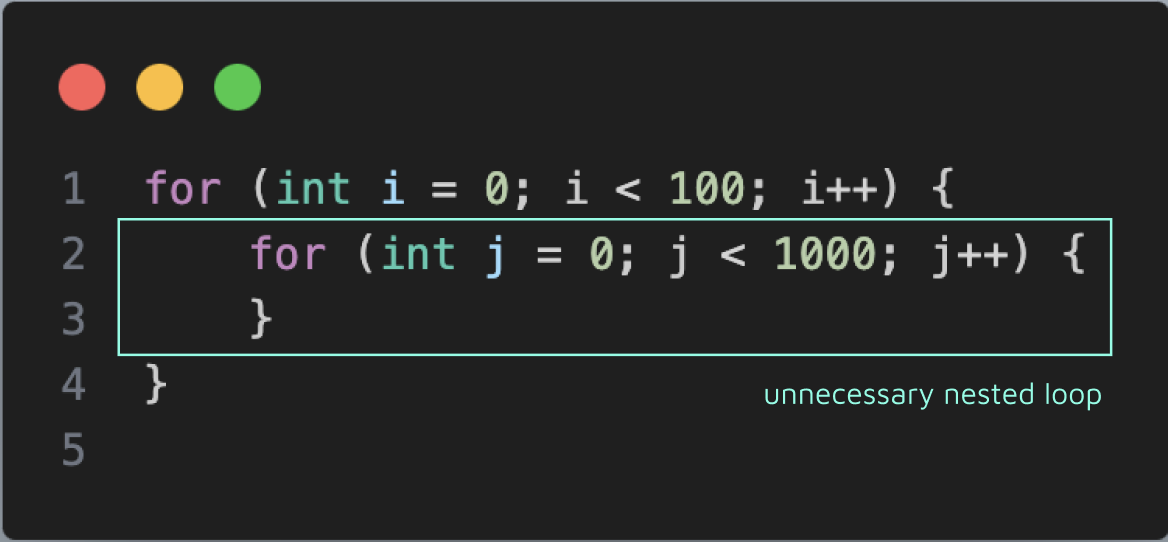 1 for (int i = 0; i < 100; i++) {
2     for (int j = 0; j < 1000; j++) {
3     }
4 }
unnecessary nested loop
5